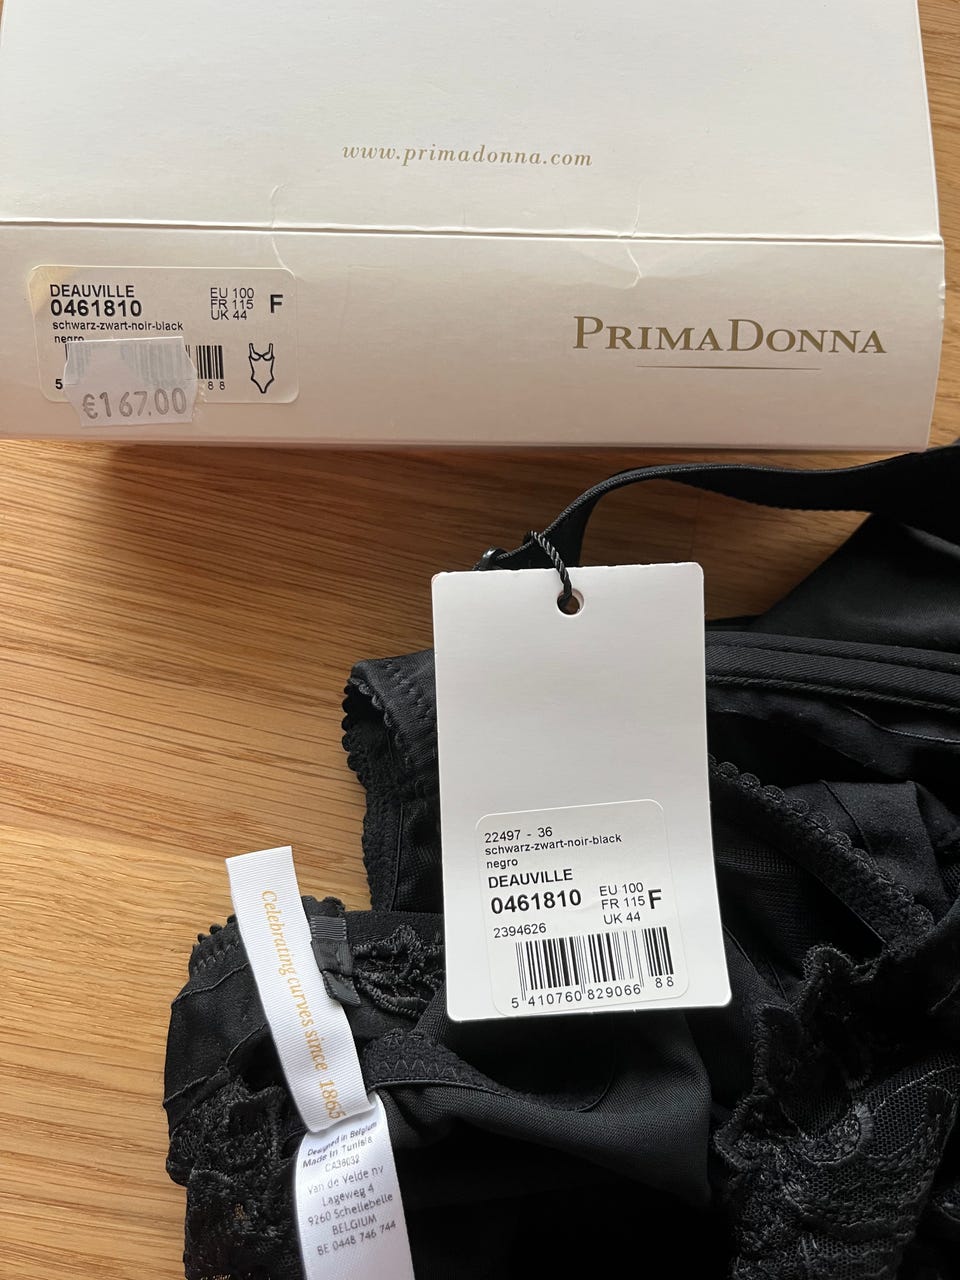 www.primadonna.com
DEAUVILLE
0461810
schwarz-zwart-noir-black
negro
EU 100
FR 115
UK 44
F
5
88
€167.00
PRIMADONNA
22497 - 36
schwarz-zwart-noir-black
negro
DEAUVILLE
0461810
EU 100
FR 115
UK 44
F
2394626
5 410760 829066 88
Celebrating curves since 1865
Designed in Belgium
Made in Tunisia
CA36032
Van de Velde nv
Lageweg 4
9260 Schellebelle
BELGIUM
BE 0448 746 744